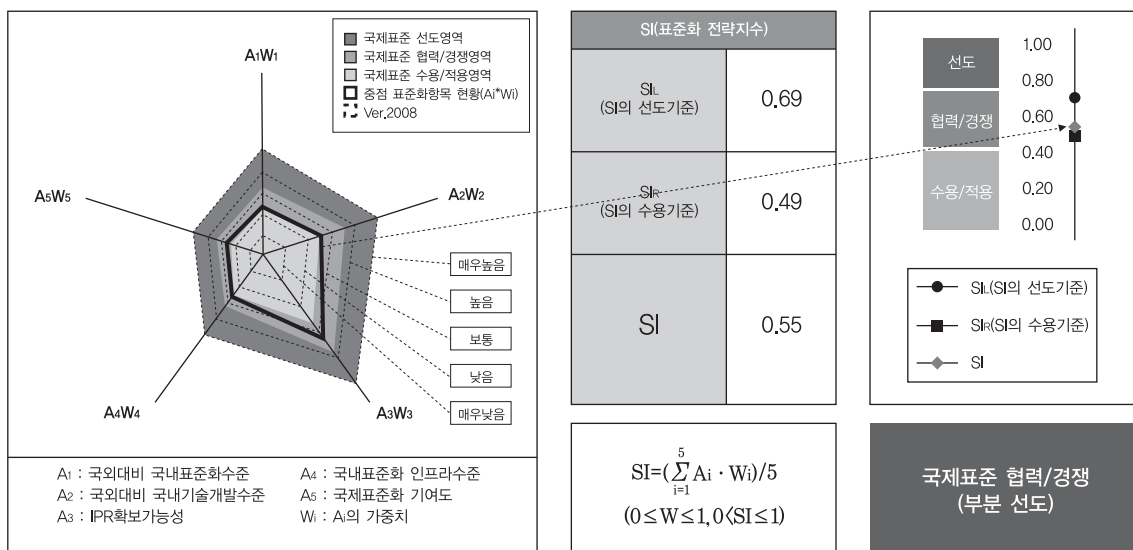 국제표준 선도영역
국제표준 협력/경쟁영역
국제표준 수용/적용영역
중점 표준화항목 현황(Ai*Wi)
Ver.2008
A1W1
A2W2
A5W5
A4W4
A3W3
매우높음
높음
보통
낮음
매우낮음
A1 : 국외대비 국내표준화수준
A2 : 국외대비 국내기술개발수준
A3 : IPR확보가능성
A4 : 국내표준화 인프라수준
A5 : 국제표준화 기여도
Wi : Ai의 가중치
SI(표준화 전략지수)
SIL
(SI의 선도기준)
0.69
SIR
(SI의 수용기준)
0.49
SI
0.55
SI=(∑Ai · Wi)/5
5
i=1
(0≤W≤1, 0<SI≤1)
선도
협력/경쟁
수용/적용
1.00
0.80
0.60
0.40
0.20
0.00
SIL(SI의 선도기준)
SIR(SI의 수용기준)
SI
국제표준 협력/경쟁
(부분 선도)